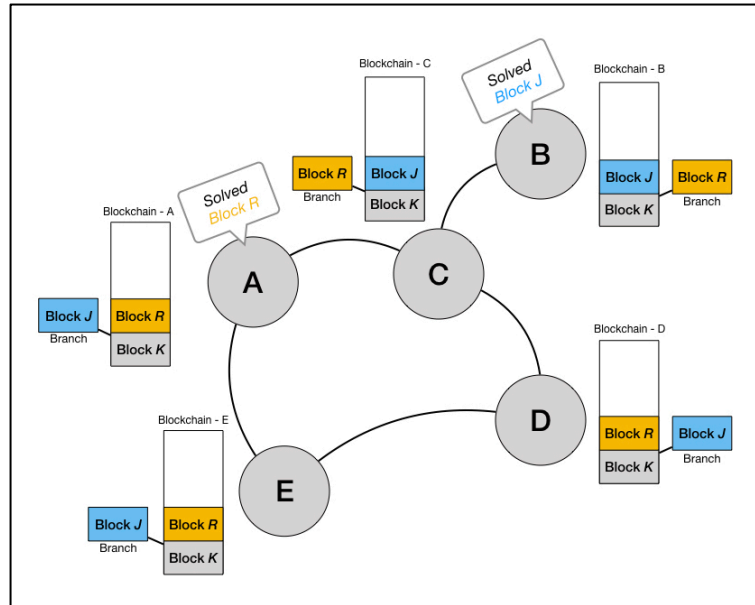 Blockchain - C
Solved
Block J
Blockchain - B
Block R
Block J
Branch
Block K
Block J
Block R
Block K
Branch
B
Solved
Block R
Blockchain - A
A
C
Block J
Block R
Branch
Block K
Blockchain - D
Block R
Block J
Block K
Branch
D
Blockchain - E
E
Block J
Block R
Branch
Block K